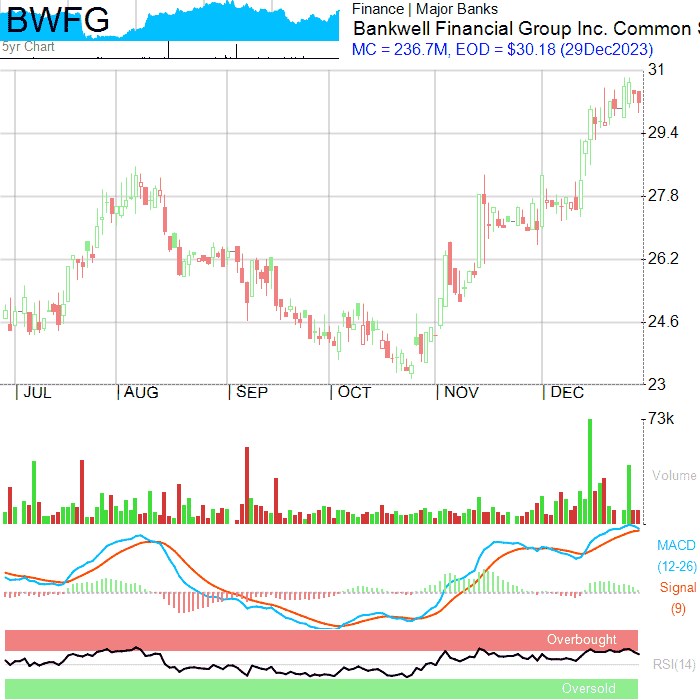 BWFG
5yr Chart
Finance | Major Banks
Bankwell Financial Group Inc. Common
MC = 236.7M, EOD = $30.18 (29Dec2023)
31
29.4
27.8
26.2
24.6
23
JUL AUG SEP OCT NOV DEC
73k
Volume
MACD
(12-26)
Signal
(9)
Overbought
RSI(14)
Oversold